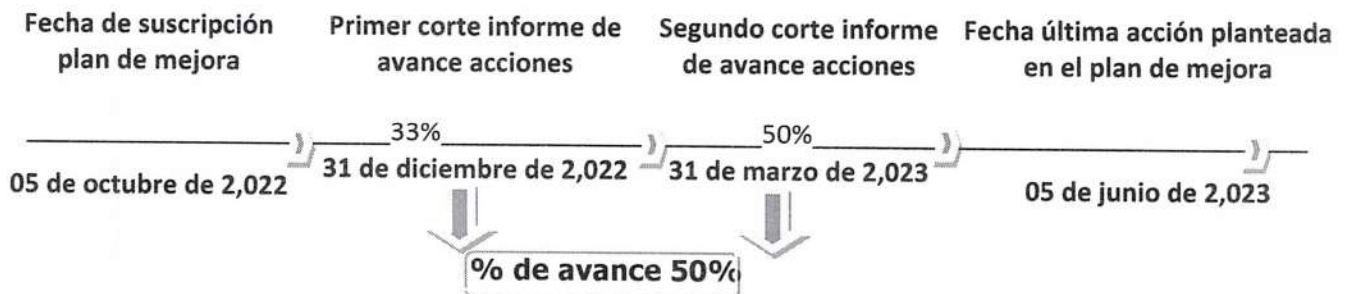 Fecha de suscripción
plan de mejora
Primer corte informe de
avance acciones
Segundo corte informe
de avance acciones
Fecha última acción planteada
en el plan de mejora
33%
50%
05 de octubre de 2,022
31 de diciembre de 2,022
31 de marzo de 2,023
05 de junio de 2,023
% de avance 50%